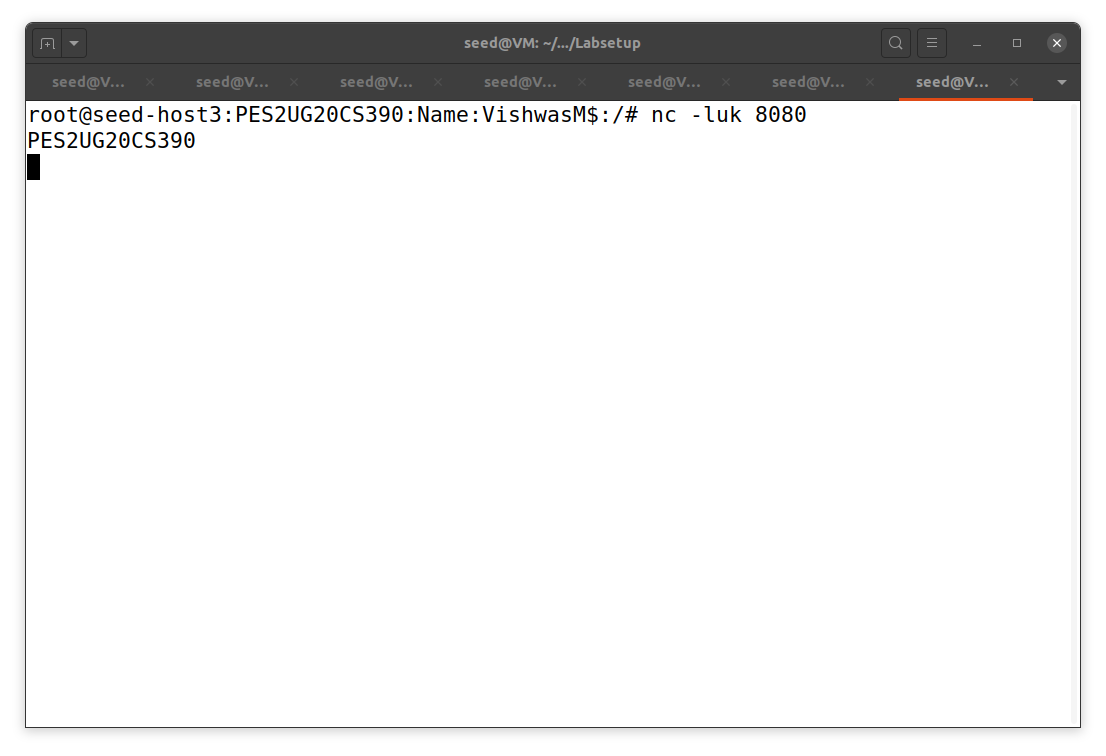 seed@VM: ~/.../Labsetup
seed@V... seed@V... seed@V... seed@V... seed@V... seed@V... seed@V...
root@seed-host3:PES2UG20CS390:Name:VishwasM$:/# nc -luk 8080
PES2UG20CS390